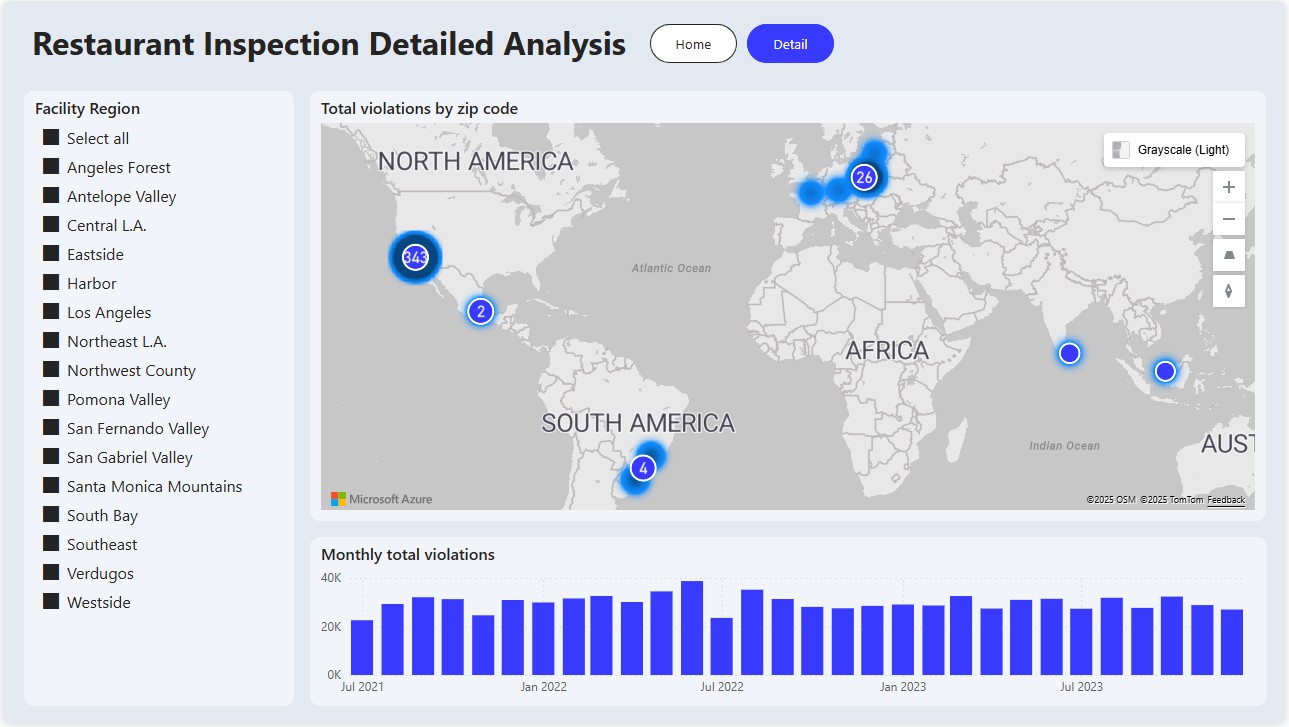 Restaurant Inspection Detailed Analysis
Home
Detail
Facility Region
Select all
Angeles Forest
Antelope Valley
Central L.A.
Eastside
Harbor
Los Angeles
Northeast L.A.
Northwest County
Pomona Valley
San Fernando Valley
San Gabriel Valley
Santa Monica Mountains
South Bay
Southeast
Verdugos
Westside
Total violations by zip code
NORTH AMERICA
Grayscale (Light)
26
343
Atlantic Ocean
2
AFRICA
SOUTH AMERICA
Indian Ocean
AUST
4
Microsoft Azure
©2025 OSM ©2025 TomTom Feedback
Monthly total violations
40K
20K
0K
Jul 2021 Jan 2022 Jul 2022 Jan 2023 Jul 2023